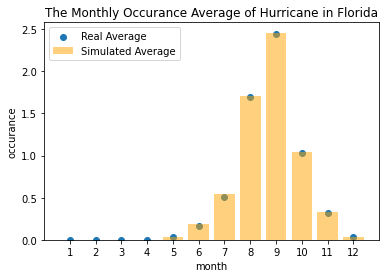 The Monthly Occurance Average of Hurricane in Florida
Real Average
Simulated Average
occurance
2.5
2.0
1.5
1.0
0.5
0.0
1 2 3 4 5 6 7 8 9 10 11 12
month